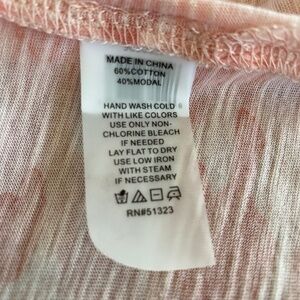 MADE IN CHINA
60%COTTON
40%MODAL
HAND WASH COLD
WITH LIKE COLORS
USE ONLY NON-
CHLORINE BLEACH
IF NEEDED
LAY FLAT TO DRY
USE LOW IRON
WITH STEAM
IF NECESSARY
RN#51323